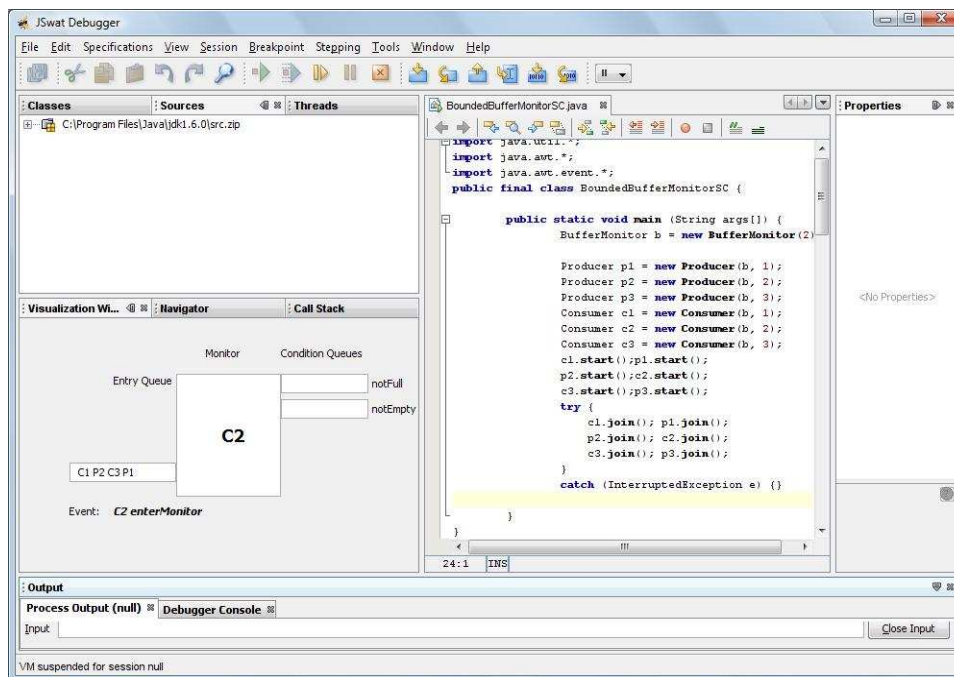 JSwat Debugger
File Edit Specifications View Session Breakpoint Stepping Tools Window Help
Classes Sources Threads
C:\Program Files\Java\jdk1.6.0\src.zip
BoundedBufferMonitorSC.java
import java.util.*;
import java.awt.*;
import java.awt.event.*;
public final class BoundedBufferMonitorSC {
public static void main (String args[]) {
BufferMonitor b = new BufferMonitor(2)
Producer p1 = new Producer(b, 1);
Producer p2 = new Producer(b, 2);
Producer p3 = new Producer(b, 3);
Consumer c1 = new Consumer(b, 1);
Consumer c2 = new Consumer(b, 2);
Consumer c3 = new Consumer(b, 3);
c1.start();p1.start();
p2.start();c2.start();
c3.start();p3.start();
try {
c1.join(); p1.join();
p2.join(); c2.join();
c3.join(); p3.join();
}
catch (InterruptedException e) {}
}
}
24:1 INS
Properties
<No Properties>
Visualization Wi... Navigator Call Stack
Monitor Condition Queues
Entry Queue notFull
notEmpty
C2
C1 P2 C3 P1
Event: C2 enterMonitor
Output
Process Output (null) Debugger Console
Input Close Input
VM suspended for session null